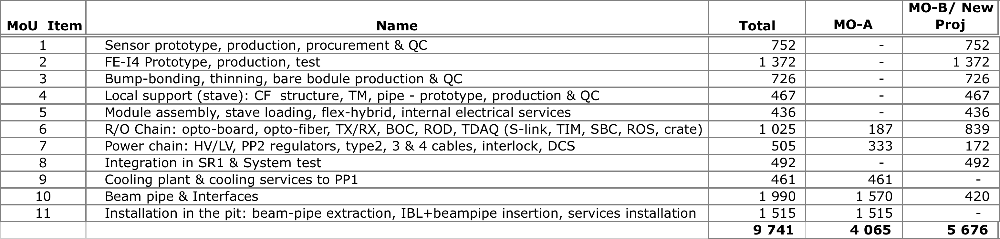 MoU Item Name Total MO-A MO-B/ New Proj
1 Sensor prototype, production, procurement & QC 752 - 752
2 FE-I4 Prototype, production, test 1 372 - 1 372
3 Bump-bonding, thinning, bare bodule production & QC 726 - 726
4 Local support (stave): CF structure, TM, pipe - prototype, production & QC 467 - 467
5 Module assembly, stave loading, flex-hybrid, internal electrical services 436 - 436
6 R/O Chain: opto-board, opto-fiber, TX/RX, BOC, ROD, TDAQ (S-link, TIM, SBC, ROS, crate) 1 025 187 839
7 Power chain: HV/LV, PP2 regulators, type2, 3 & 4 cables, interlock, DCS 505 333 172
8 Integration in SR1 & System test 492 - 492
9 Cooling plant & cooling services to PP1 461 461 -
10 Beam pipe & Interfaces 1 990 1 570 420
11 Installation in the pit: beam-pipe extraction, IBL+beampipe insertion, services installation 1 515 1 515 -
9 741 4 065 5 676